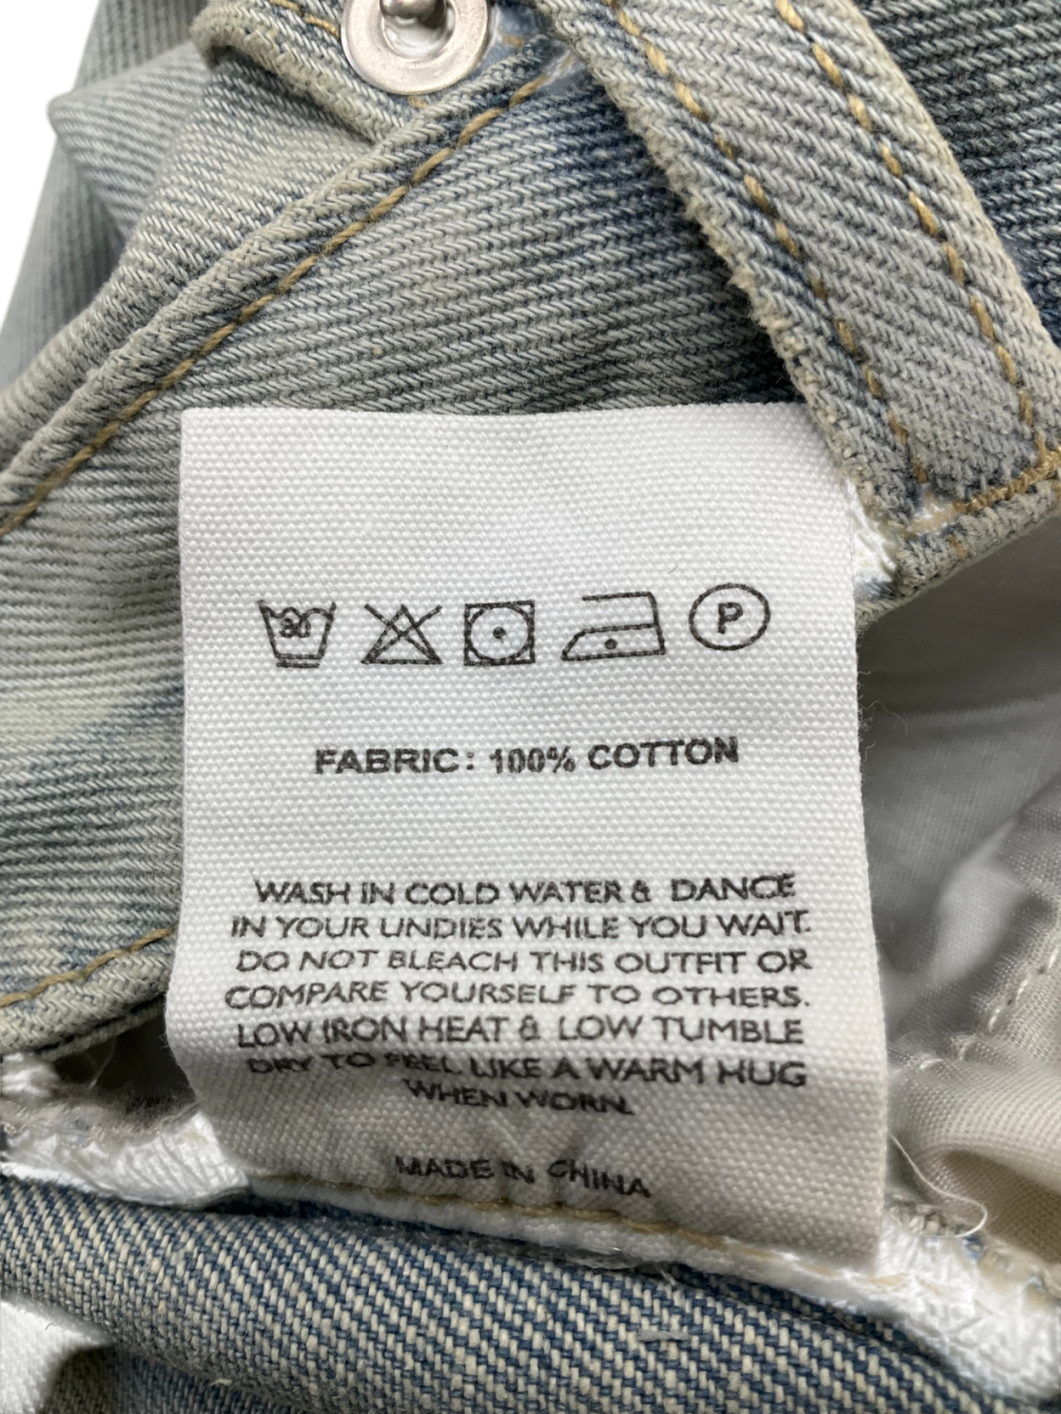 P
FABRIC: 100% COTTON
WASH IN COLD WATER & DANCE
IN YOUR UNDIES WHILE YOU WAIT.
DO NOT BLEACH THIS OUTFIT OR
COMPARE YOURSELF TO OTHERS.
LOW IRON HEAT & LOW TUMBLE
DRY TO FEEL LIKE A WARM HUG
WHEN WORN.
MADE IN CHINA